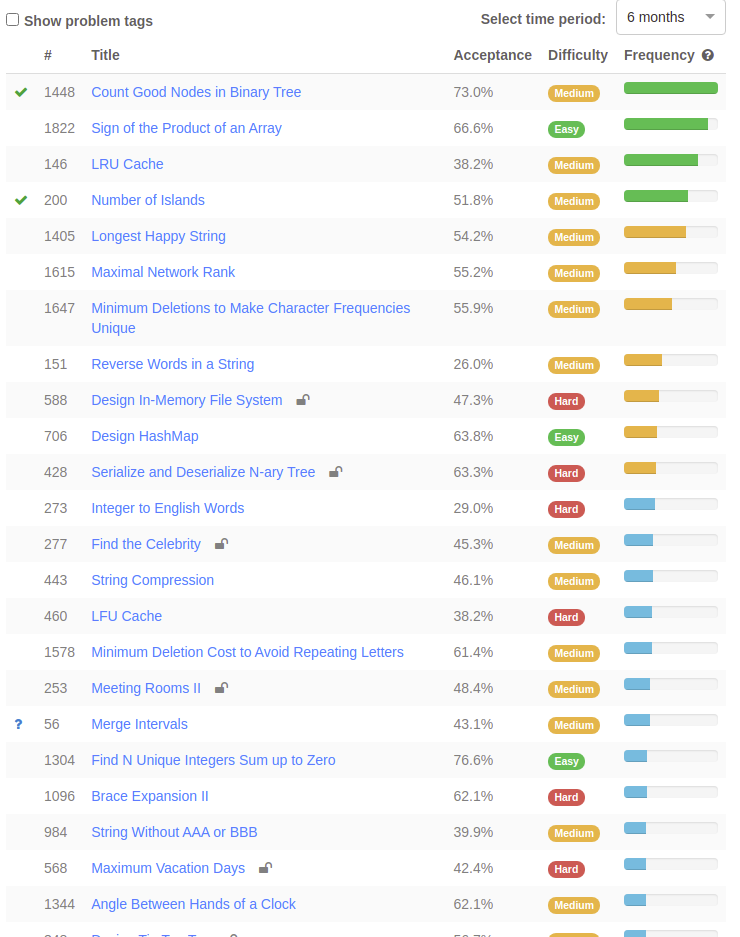 Show problem tags Select time period: 6 months
# Title Acceptance Difficulty Frequency ?
1448 Count Good Nodes in Binary Tree 73.0% Medium
1822 Sign of the Product of an Array 66.6% Easy
146 LRU Cache 38.2% Medium
200 Number of Islands 51.8% Medium
1405 Longest Happy String 54.2% Medium
1615 Maximal Network Rank 55.2% Medium
1647 Minimum Deletions to Make Character Frequencies 55.9% Medium
Unique
151 Reverse Words in a String 26.0% Medium
588 Design In-Memory File System 47.3% Hard
706 Design HashMap 63.8% Easy
428 Serialize and Deserialize N-ary Tree 63.3% Hard
273 Integer to English Words 29.0% Hard
277 Find the Celebrity 45.3% Medium
443 String Compression 46.1% Medium
460 LFU Cache 38.2% Hard
1578 Minimum Deletion Cost to Avoid Repeating Letters 61.4% Medium
253 Meeting Rooms II 48.4% Medium
? 56 Merge Intervals 43.1% Medium
1304 Find N Unique Integers Sum up to Zero 76.6% Easy
1096 Brace Expansion II 62.1% Hard
984 String Without AAA or BBB 39.9% Medium
568 Maximum Vacation Days 42.4% Hard
1344 Angle Between Hands of a Clock 62.1% Medium